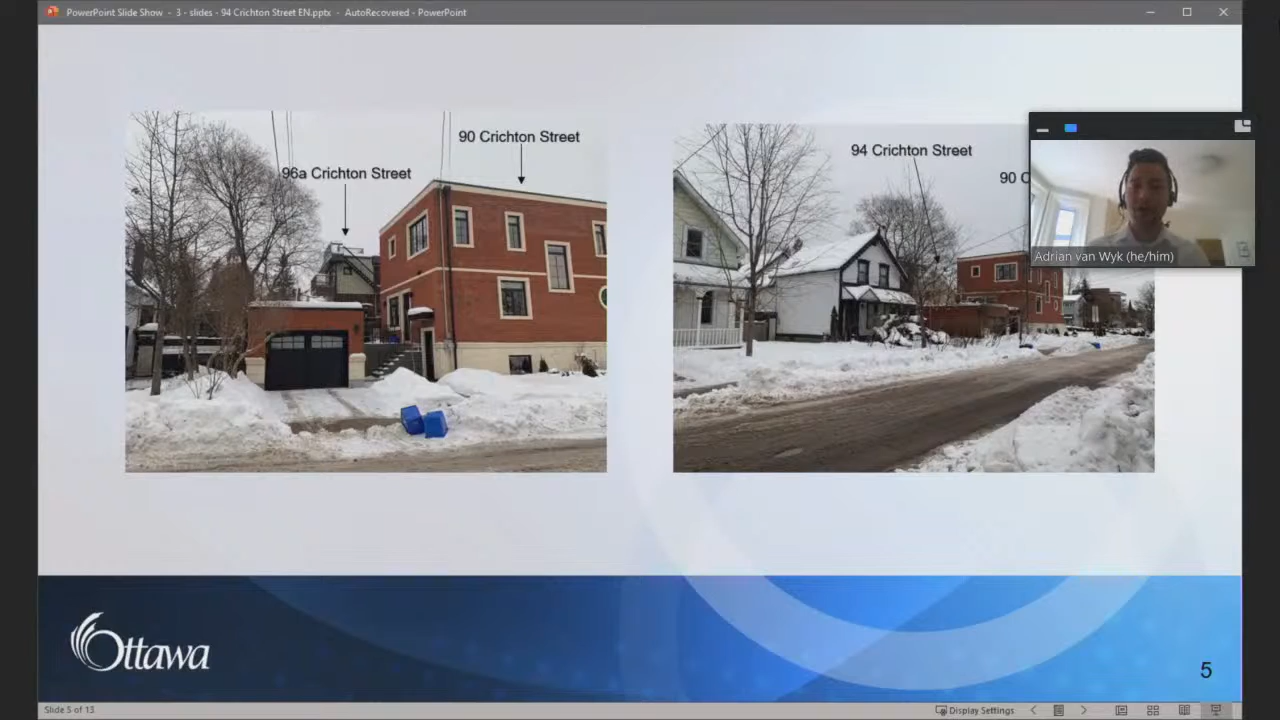 PowerPoint Slide Show - 3 - slides - 94 Crichton Street EN.pptx - AutoRecovered - PowerPoint
90 Crichton Street
96a Crichton Street
94 Crichton Street
90 C
Adrian van Wyk (he/him)
Ottawa
5
Slide 5 of 13
Display Settings